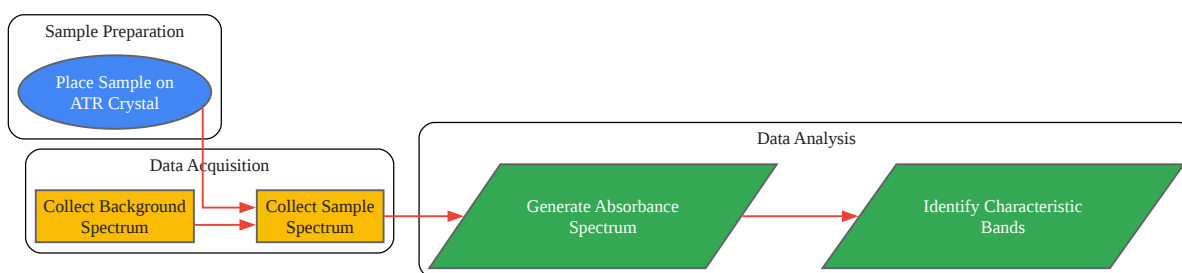 Sample Preparation
Place Sample on
ATR Crystal
Data Acquisition
Collect Background
Spectrum
Collect Sample
Spectrum
Data Analysis
Generate Absorbance
Spectrum
Identify Characteristic
Bands